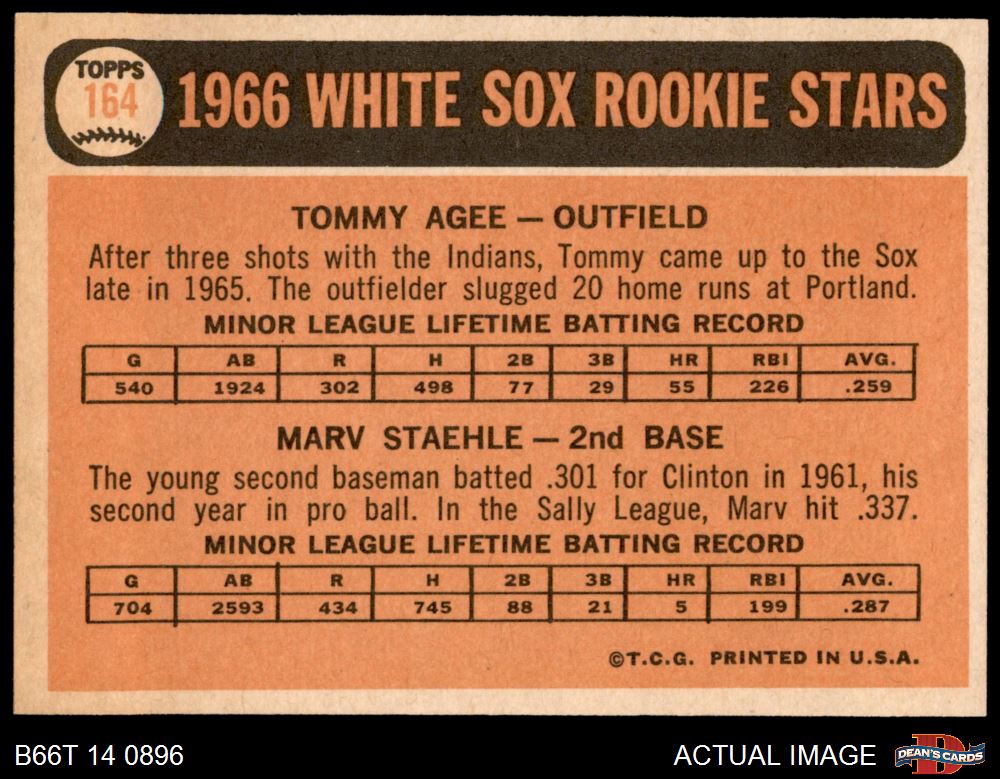 TOPPS
164
1966 WHITE SOX ROOKIE STARS
TOMMY AGEE — OUTFIELD
After three shots with the Indians, Tommy came up to the Sox
late in 1965. The outfielder slugged 20 home runs at Portland.
MINOR LEAGUE LIFETIME BATTING RECORD
G AB R H 2B 3B HR RBI AVG.
540 1924 302 498 77 29 55 226 .259
MARV STAEHLE — 2nd BASE
The young second baseman batted .301 for Clinton in 1961, his
second year in pro ball. In the Sally League, Marv hit .337.
MINOR LEAGUE LIFETIME BATTING RECORD
G AB R H 2B 3B HR RBI AVG.
704 2593 434 745 88 21 5 199 .287
©T.C.G. PRINTED IN U.S.A.
B66T 14 0896
ACTUAL IMAGE
D
DEAN'S CARDS